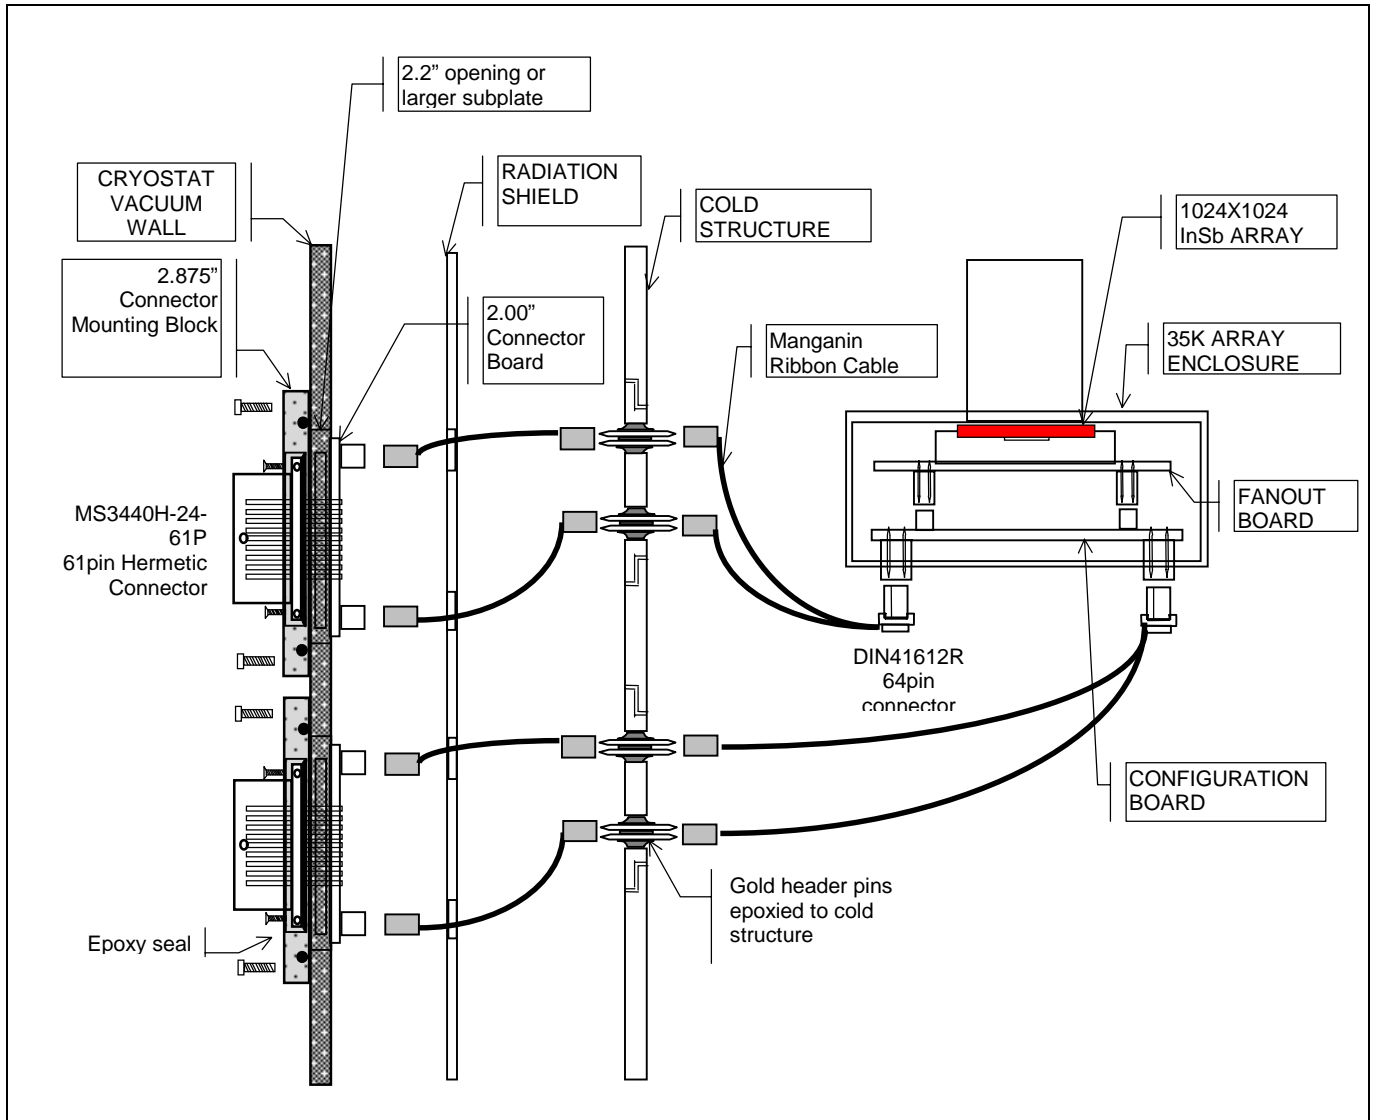 2.2" opening or
larger subplate
CRYOSTAT
VACUUM
WALL
RADIATION
SHIELD
COLD
STRUCTURE
1024X1024
InSb ARRAY
2.875"
Connector
Mounting Block
2.00"
Connector
Board
Manganin
Ribbon Cable
35K ARRAY
ENCLOSURE
MS3440H-24-
61P
61pin Hermetic
Connector
FANOUT
BOARD
DIN41612R
64pin
connector
CONFIGURATION
BOARD
Gold header pins
epoxied to cold
structure
Epoxy seal